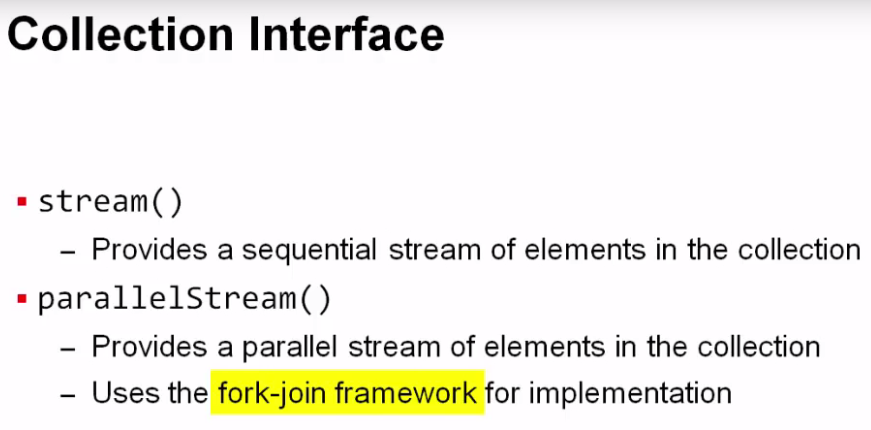 Collection Interface
▪ stream()
– Provides a sequential stream of elements in the collection
▪ parallelStream()
– Provides a parallel stream of elements in the collection
– Uses the fork-join framework for implementation